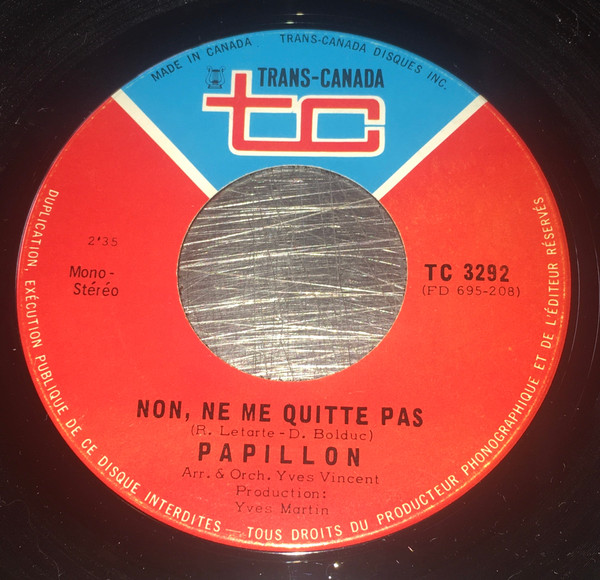 MADE IN CANADA TRANS-CANADA DISQUES INC.
TRANS-CANADA
tc
2'35
Mono-
Stéréo
TC 3292
(FD 695-208)
NON, NE ME QUITTE PAS
(R. Letarte - D. Bolduc)
PAPILLON
Arr. & Orch. Yves Vincent
Production:
Yves Martin
DUPLICATION, EXÉCUTION PUBLIQUE DE CE DISQUE INTERDITES - TOUS DROITS DU PRODUCTEUR PHONOGRAPHIQUE ET DE L'ÉDITEUR RÉSERVÉS